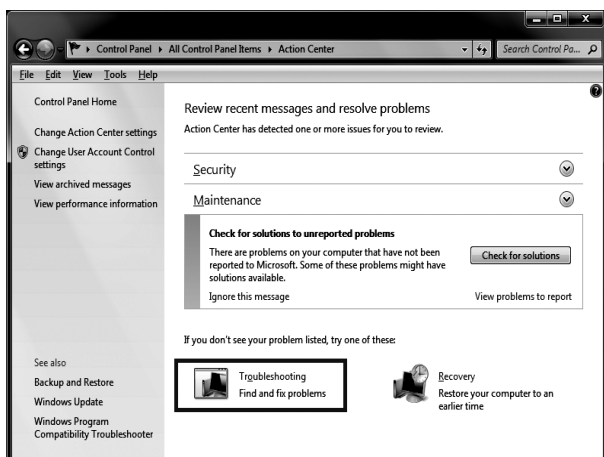 Control Panel
All Control Panel Items
Action Center
Search Control Pa...
File Edit View Tools Help
Control Panel Home
Change Action Center settings
Change User Account Control
settings
View archived messages
View performance information
See also
Backup and Restore
Windows Update
Windows Program
Compatibility Troubleshooter
Review recent messages and resolve problems
Action Center has detected one or more issues for you to review.
Security
Maintenance
Check for solutions to unreported problems
There are problems on your computer that have not been
reported to Microsoft. Some of these problems might have
solutions available.
Check for solutions
Ignore this message
View problems to report
If you don't see your problem listed, try one of these:
Troubleshooting
Find and fix problems
Recovery
Restore your computer to an
earlier time